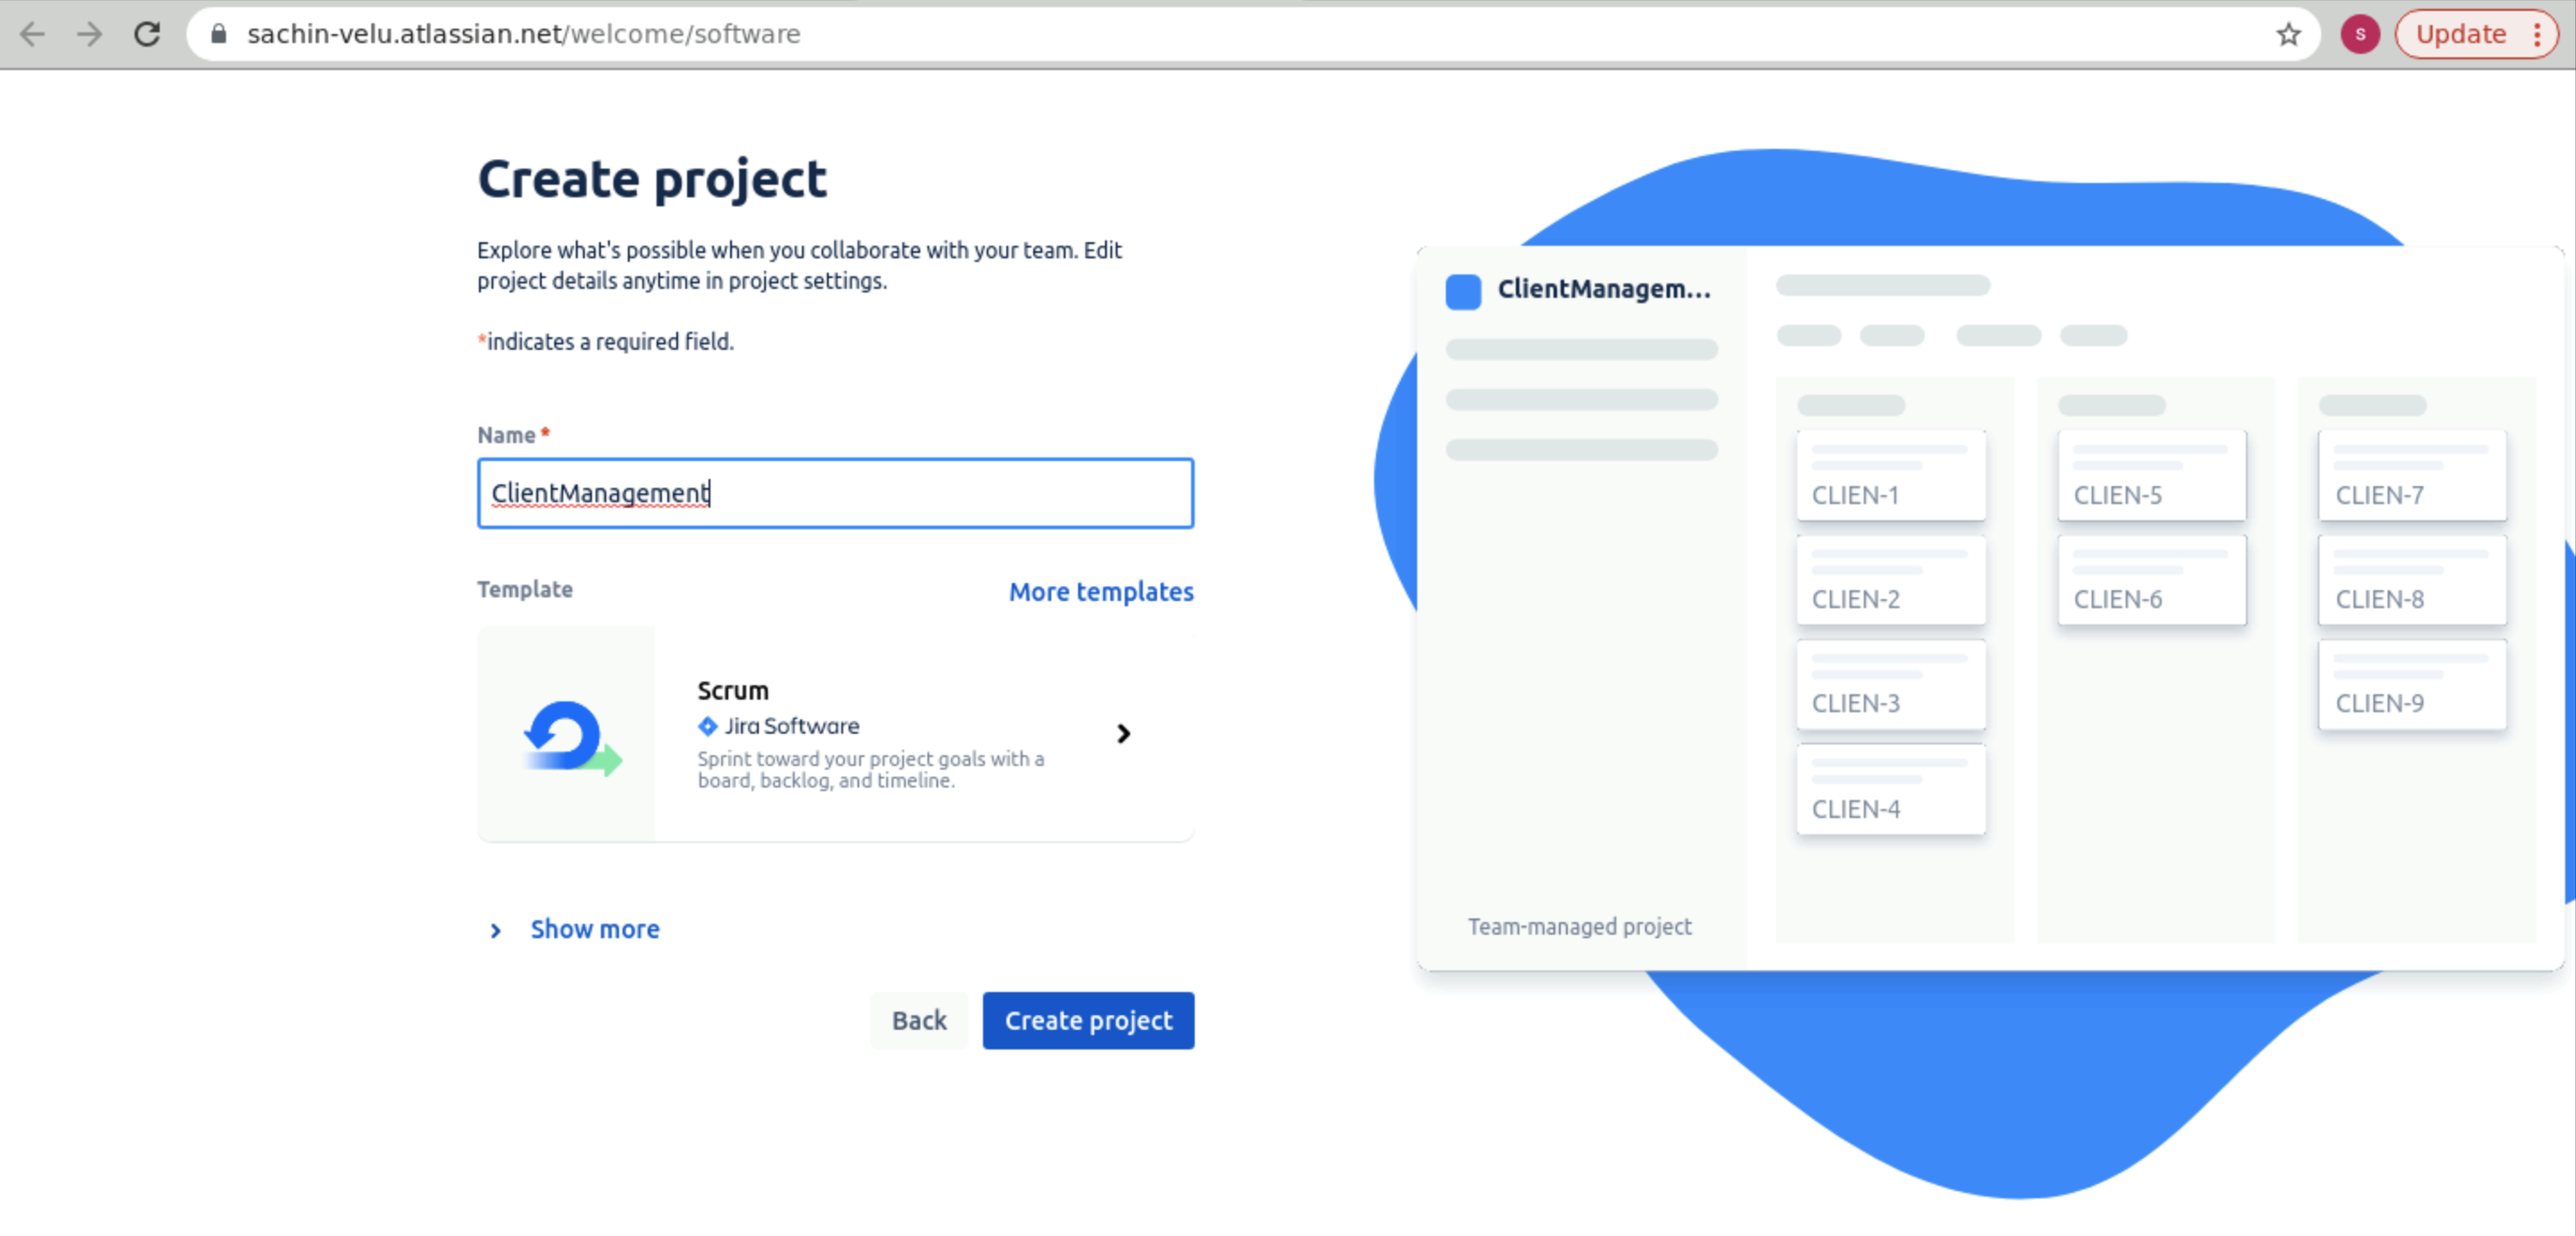 sachin-velu.atlassian.net/welcome/software
S
Update
Create project
Explore what's possible when you collaborate with your team. Edit
project details anytime in project settings.
*indicates a required field.
Name *
ClientManagement
Template
More templates
Scrum
Jira Software
Sprint toward your project goals with a
board, backlog, and timeline.
Show more
Back
Create project
ClientManagem...
Team-managed project
CLIEN-1
CLIEN-2
CLIEN-3
CLIEN-4
CLIEN-5
CLIEN-6
CLIEN-7
CLIEN-8
CLIEN-9